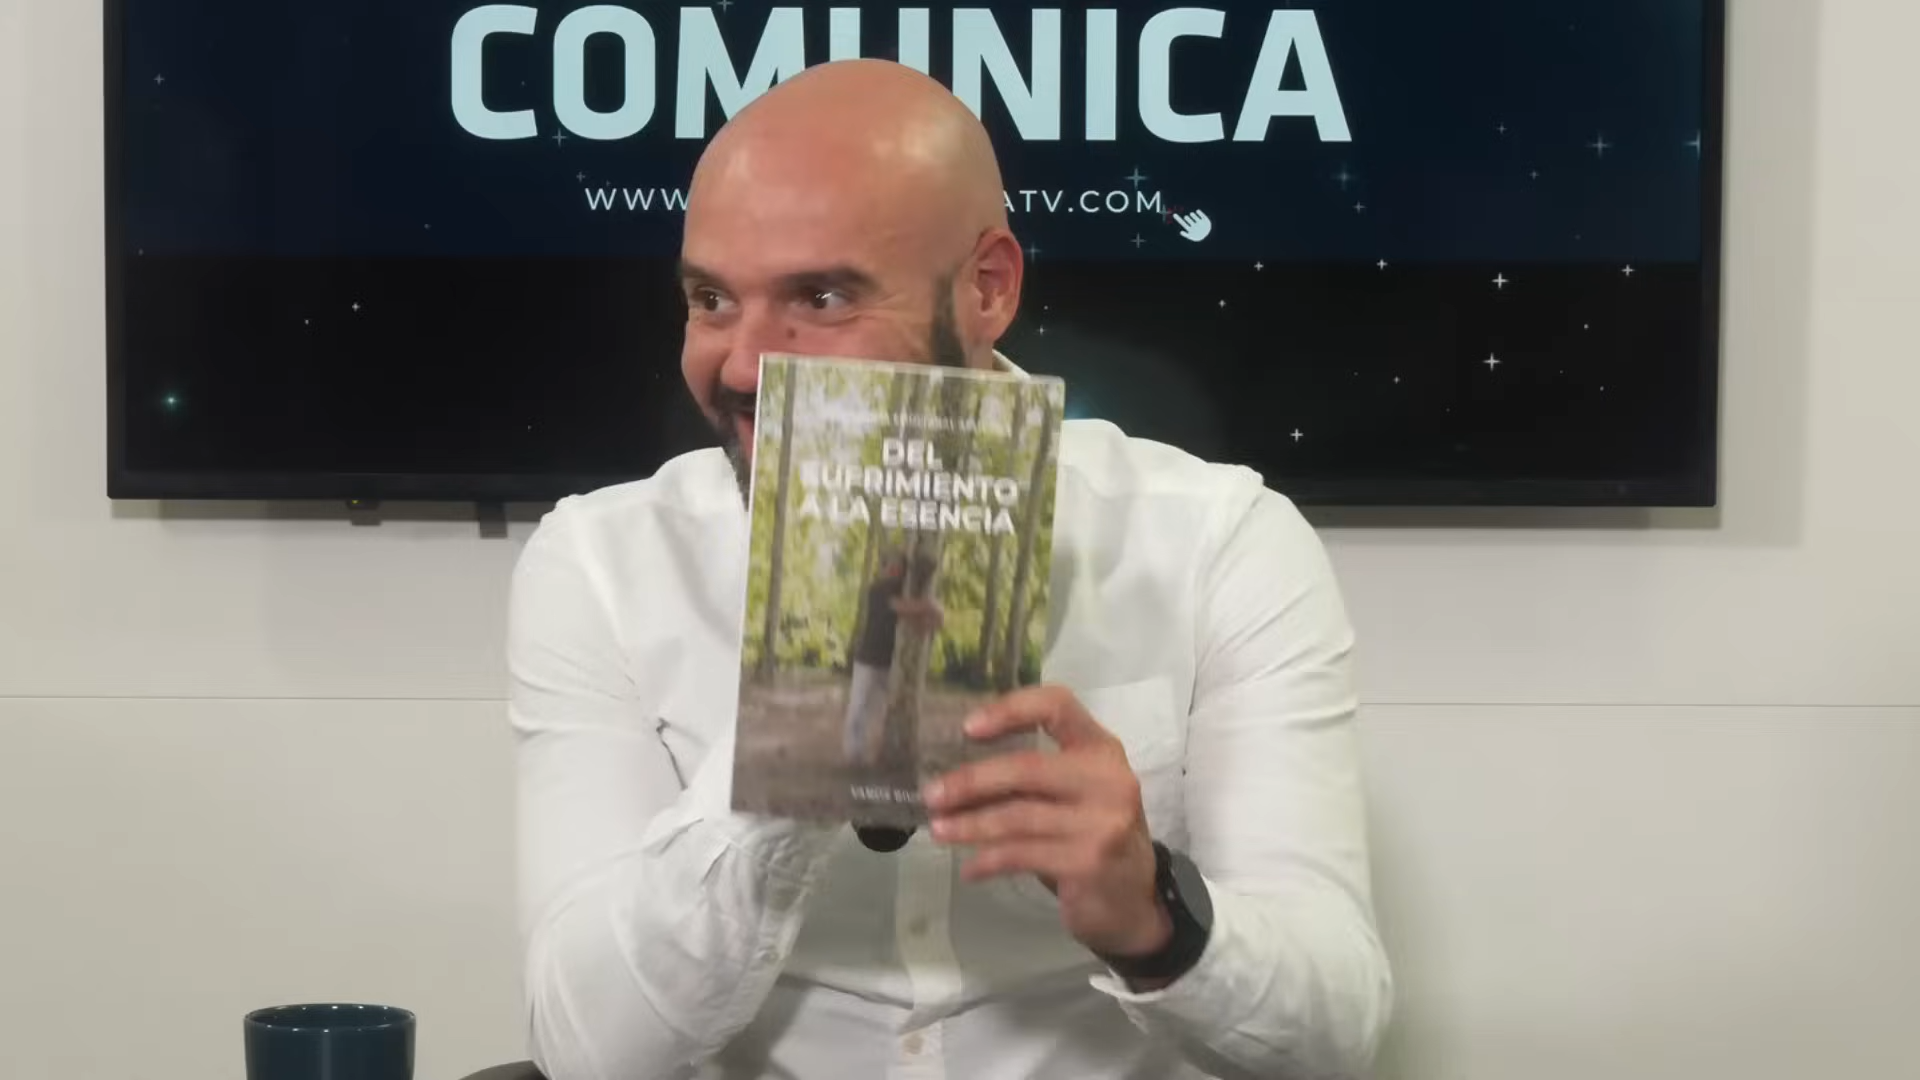 COMUNICA
WWW
ATV.COM
DEL
SUFRIMIENTO
A LA ESENCIA